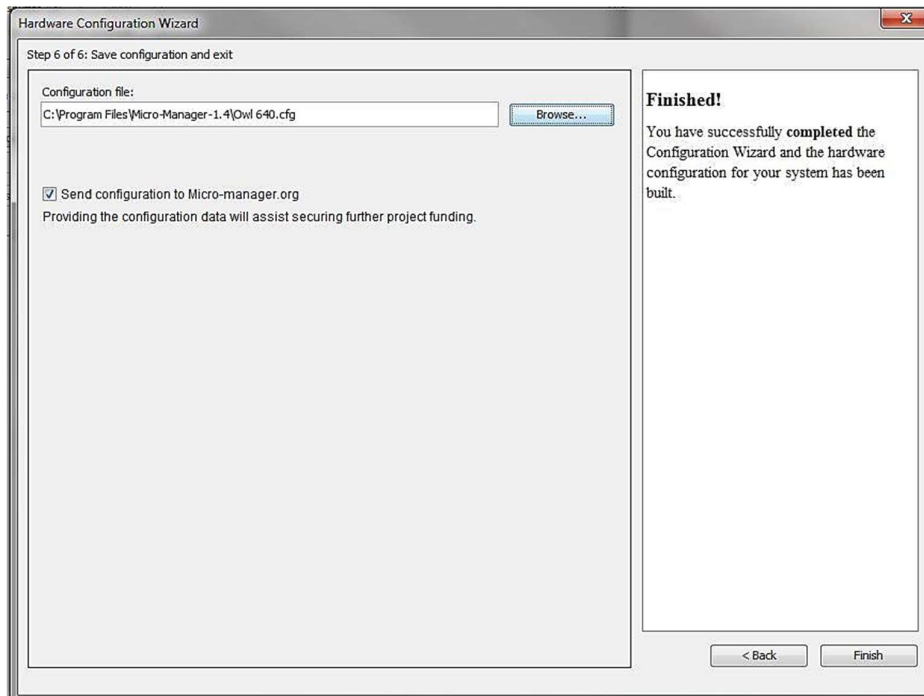 Hardware Configuration Wizard
Step 6 of 6: Save configuration and exit
Configuration file:
C:\Program Files\Micro-Manager-1.4\Owl 640.cfg
Browse...
Send configuration to Micro-manager.org
Providing the configuration data will assist securing further project funding.
Finished!
You have successfully completed the
Configuration Wizard and the hardware
configuration for your system has been
built.
< Back
Finish